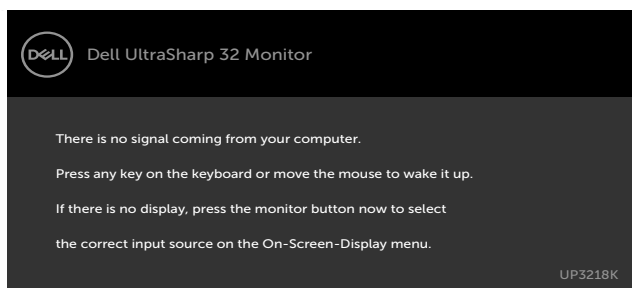 DELL Dell UltraSharp 32 Monitor
There is no signal coming from your computer.
Press any key on the keyboard or move the mouse to wake it up.
If there is no display, press the monitor button now to select
the correct input source on the On-Screen-Display menu.
UP3218K